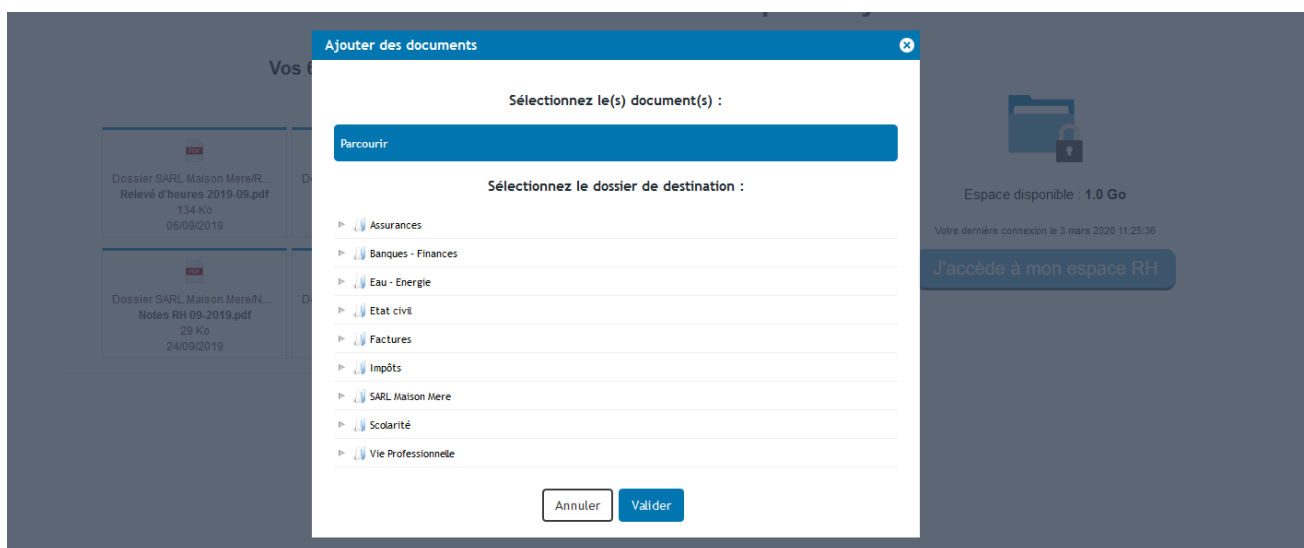 Ajouter des documents
Vos
Sélectionnez le(s) document(s) :
Parcourir
Dossier SARL Maison Mere/R...
Relevé d'heures 2019-09.pdf
134 Ko
06/09/2019
Sélectionnez le dossier de destination :
Espace disponible : 1.0 Go
Votre dernière connexion le 3 mars 2020 11:25:36
J'accède à mon espace RH
Assurances
Banques - Finances
Eau - Energie
Etat civil
Factures
Impôts
SARL Maison Mere
Scolarité
Vie Professionnelle
PDF
Dossier SARL Maison Mere/N...
Notes RH 09-2019.pdf
29 Ko
24/09/2019
Annuler
Valider